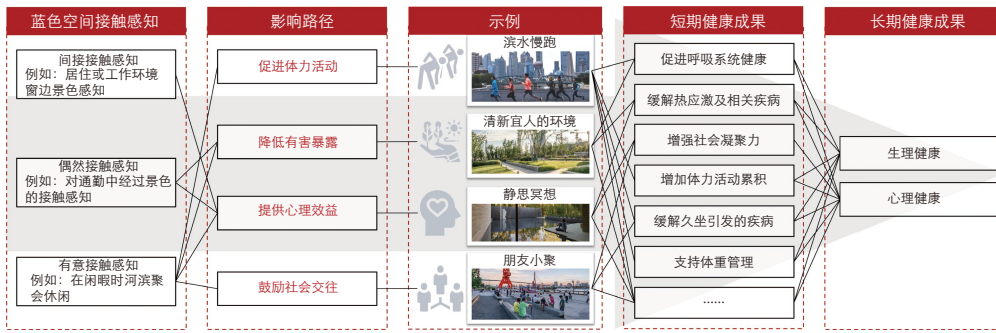 蓝色空间接触感知
影响路径
示例
短期健康成果
长期健康成果
间接接触感知
例如：居住或工作环境
窗边景色感知
偶然接触感知
例如：对通勤中经过景色
的接触感知
有意接触感知
例如：在闲暇时河滨聚
会休闲
促进体力活动
降低有害暴露
提供心理效益
鼓励社会交往
滨水慢跑
清新宜人的环境
静思冥想
朋友小聚
促进呼吸系统健康
缓解热应激及相关疾病
增强社会凝聚力
增加体力活动累积
缓解久坐引发的疾病
支持体重管理
......
生理健康
心理健康